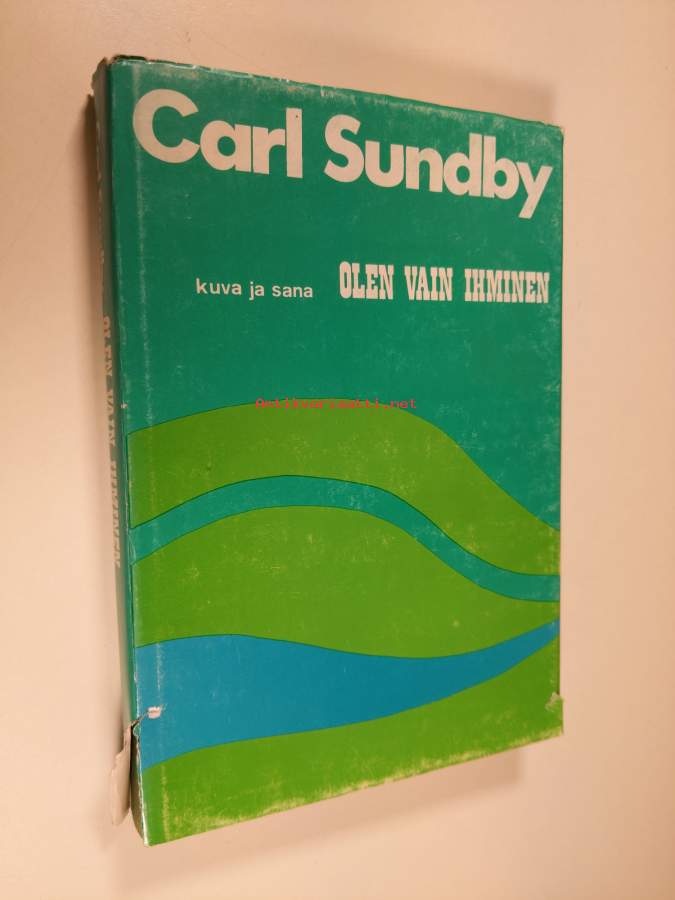 Carl Sundby
kuva ja sana OLEN VAIN IHMINEN
Antikvariaatti.net
OLEN VAIN IHMINEN